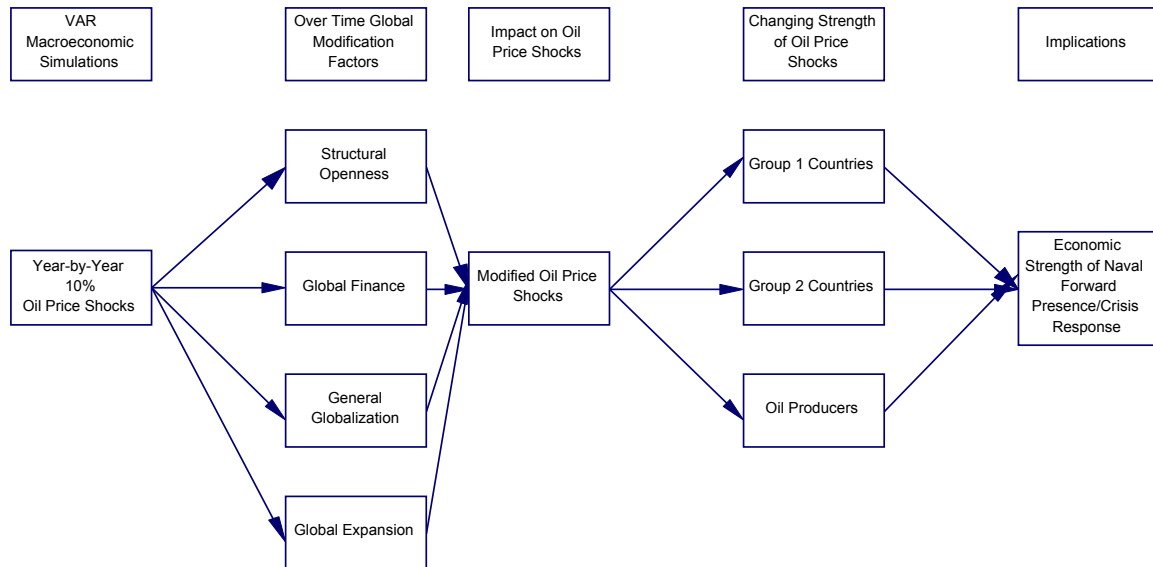 VAR
Macroeconomic
Simulations
Over Time Global
Modification
Factors
Impact on Oil
Price Shocks
Changing Strength
of Oil Price
Shocks
Implications
Structural
Openness
Group 1 Countries
Year-by-Year
10%
Oil Price Shocks
Global Finance
Modified Oil Price
Shocks
Group 2 Countries
Economic
Strength of Naval
Forward
Presence/Crisis
Response
General
Globalization
Oil Producers
Global Expansion